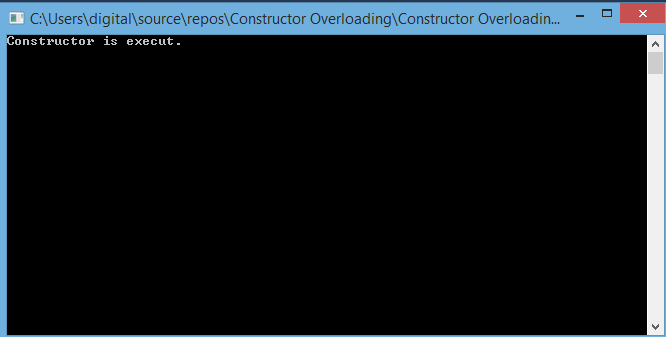 C:\Users\digital\source\repos\Constructor Overloading\Constructor Overloadin...
Constructor is execut.